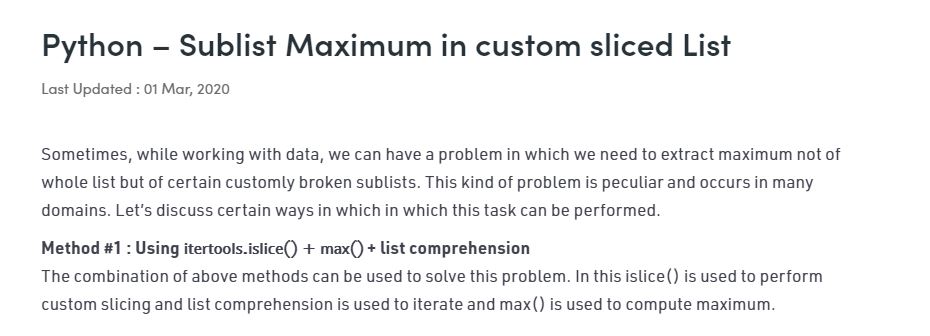 Python – Sublist Maximum in custom sliced List
Last Updated : 01 Mar, 2020
Sometimes, while working with data, we can have a problem in which we need to extract maximum not of
whole list but of certain customly broken sublists. This kind of problem is peculiar and occurs in many
domains. Let’s discuss certain ways in which in which this task can be performed.
Method #1 : Using itertools.islice() + max() + list comprehension
The combination of above methods can be used to solve this problem. In this islice() is used to perform
custom slicing and list comprehension is used to iterate and max() is used to compute maximum.